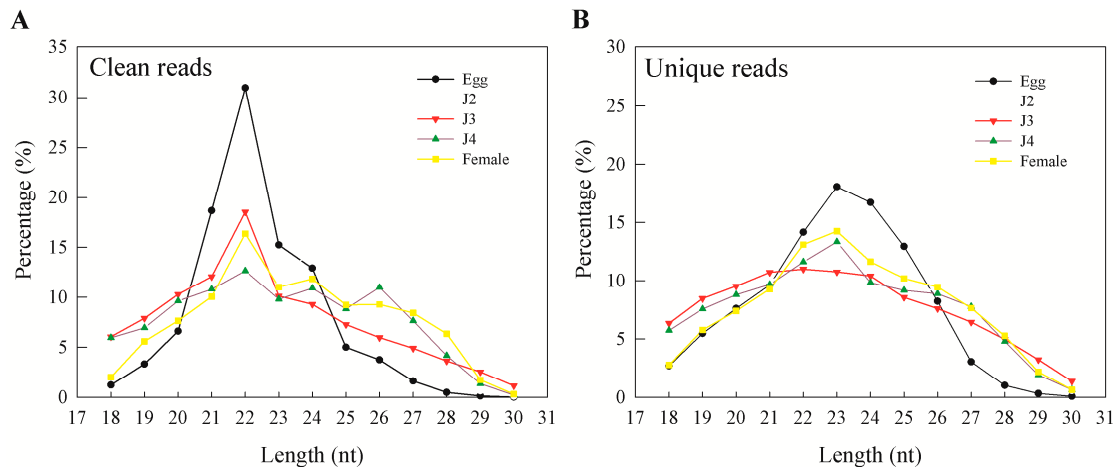 A
Clean reads
Egg
J2
J3
J4
Female
35
30
25
20
15
10
5
0
Percentage (%)
17 18 19 20 21 22 23 24 25 26 27 28 29 30 31
Length (nt)
B
Unique reads
Egg
J2
J3
J4
Female
30
25
20
15
10
5
0
Percentage (%)
17 18 19 20 21 22 23 24 25 26 27 28 29 30 31
Length (nt)